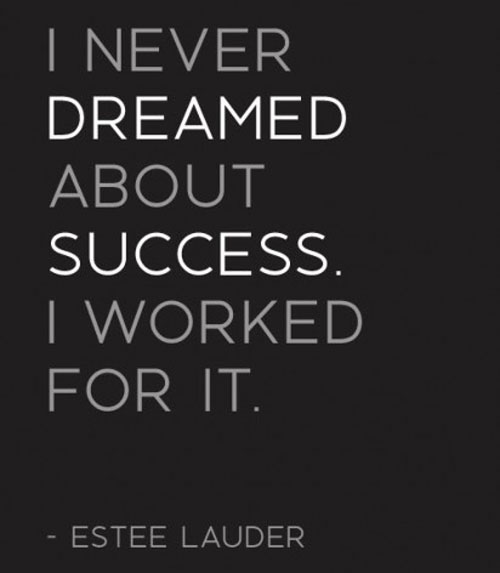 I NEVER
DREAMED
ABOUT
SUCCESS.
I WORKED
FOR IT.
- ESTEE LAUDER